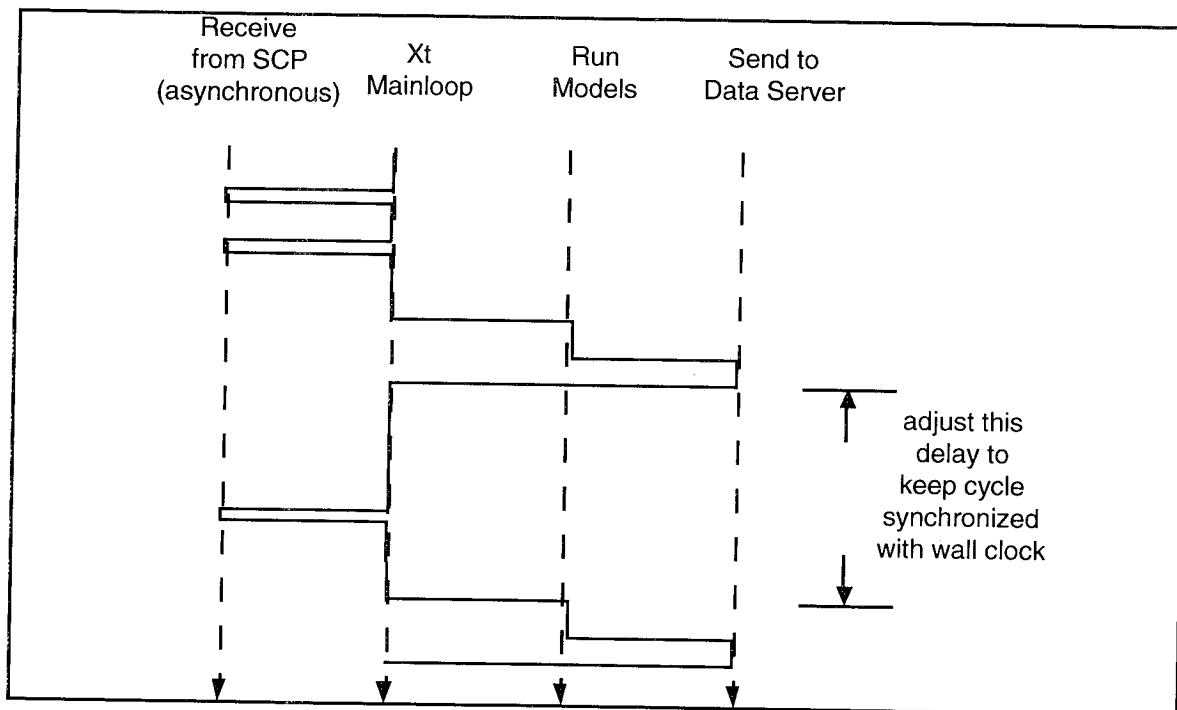 Receive
from SCP
(asynchronous)
Xt
Mainloop
Run
Models
Send to
Data Server
adjust this
delay to
keep cycle
synchronized
with wall clock